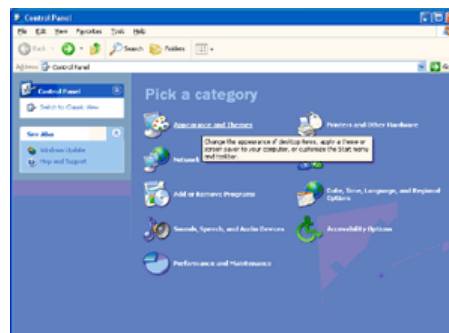 Control Panel
File Edit View Favorites Tools Help
Back Search Folders
Address Control Panel Go
Control Panel
Switch to Classic View
See Also
Windows Update
Help and Support
Pick a category
Appearance and Themes
Printers and Other Hardware
Change the appearance of desktop items, apply a theme or
screen saver to your computer, or customize the Start menu
and taskbar.
Network
Add or Remove Programs
Date, Time, Language, and Regional
Options
Sounds, Speech, and Audio Devices
Accessibility Options
Performance and Maintenance